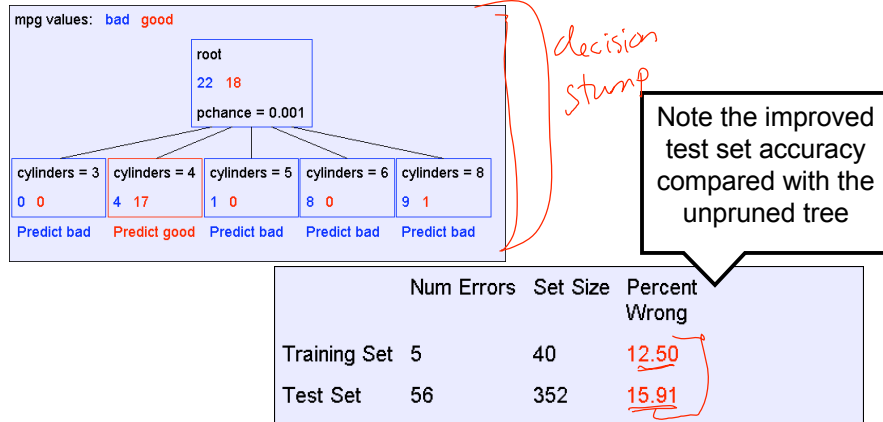 mpg values: bad good
root
22 18
pchance = 0.001
cylinders = 3 cylinders = 4 cylinders = 5 cylinders = 6 cylinders = 8
0 0 4 17 1 0 8 0 9 1
Predict bad Predict good Predict bad Predict bad Predict bad
decision
stump
Note the improved
test set accuracy
compared with the
unpruned tree
Num Errors Set Size Percent
Wrong
Training Set 5 40 12.50
Test Set 56 352 15.91